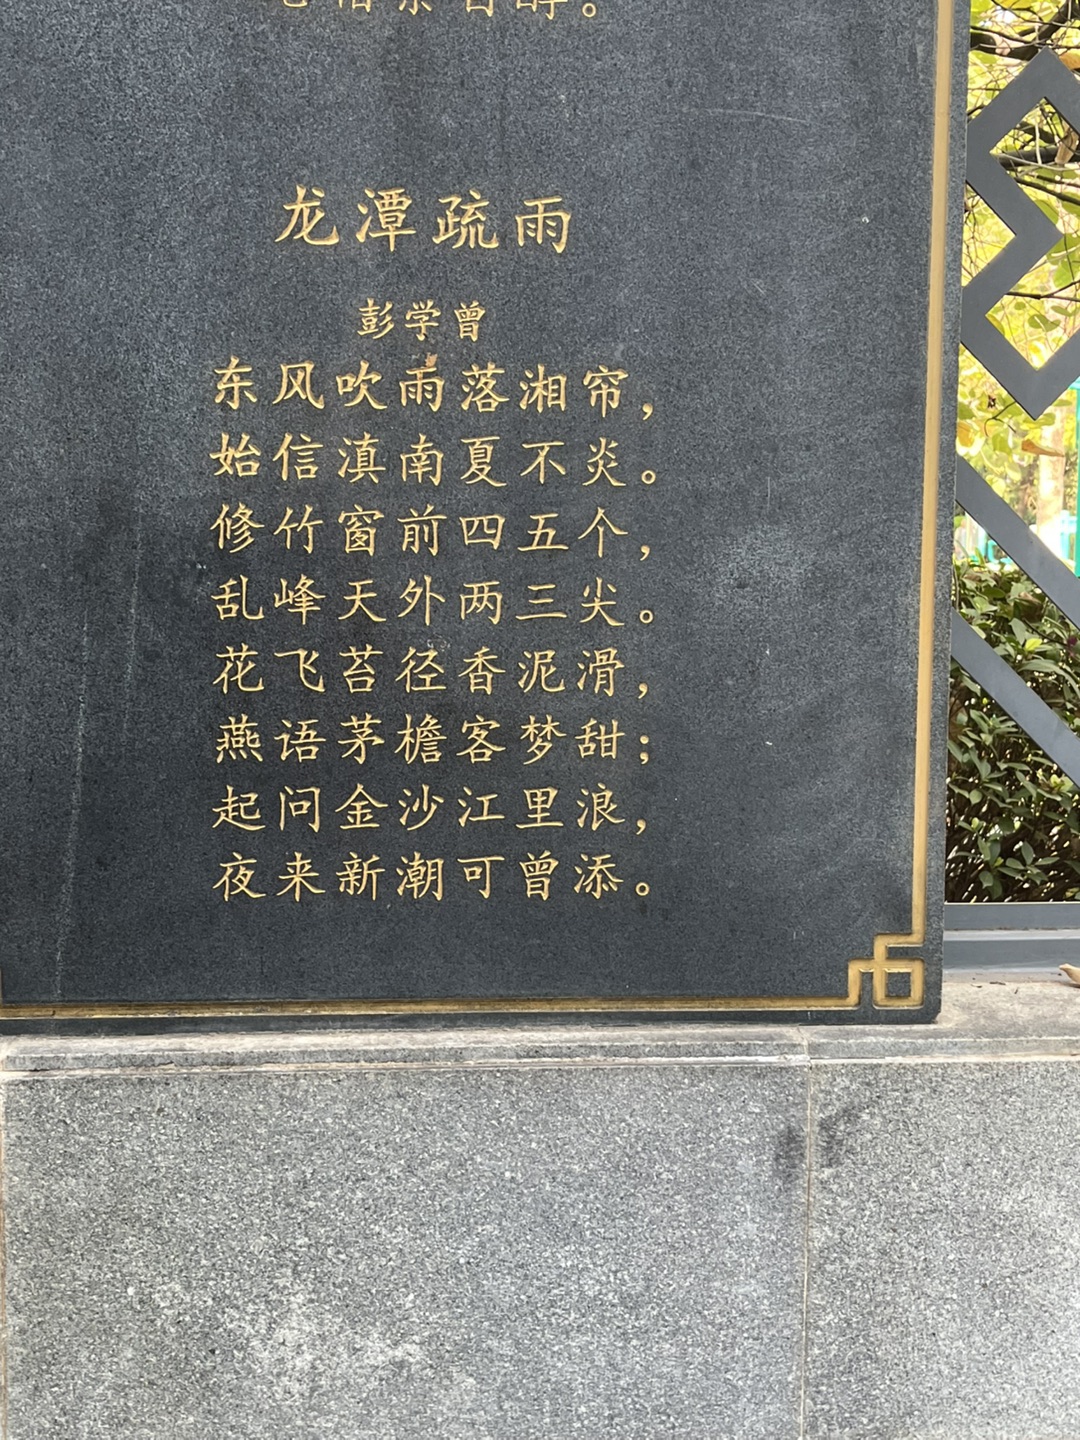 龙潭疏雨
彭学曾
东风吹雨落湘帘，
始信滇南夏不炎。
修竹窗前四五个，
乱峰天外两三尖。
花飞苔径香泥滑，
燕语茅檐客梦甜；
起问金沙江里浪，
夜来新潮可曾添。